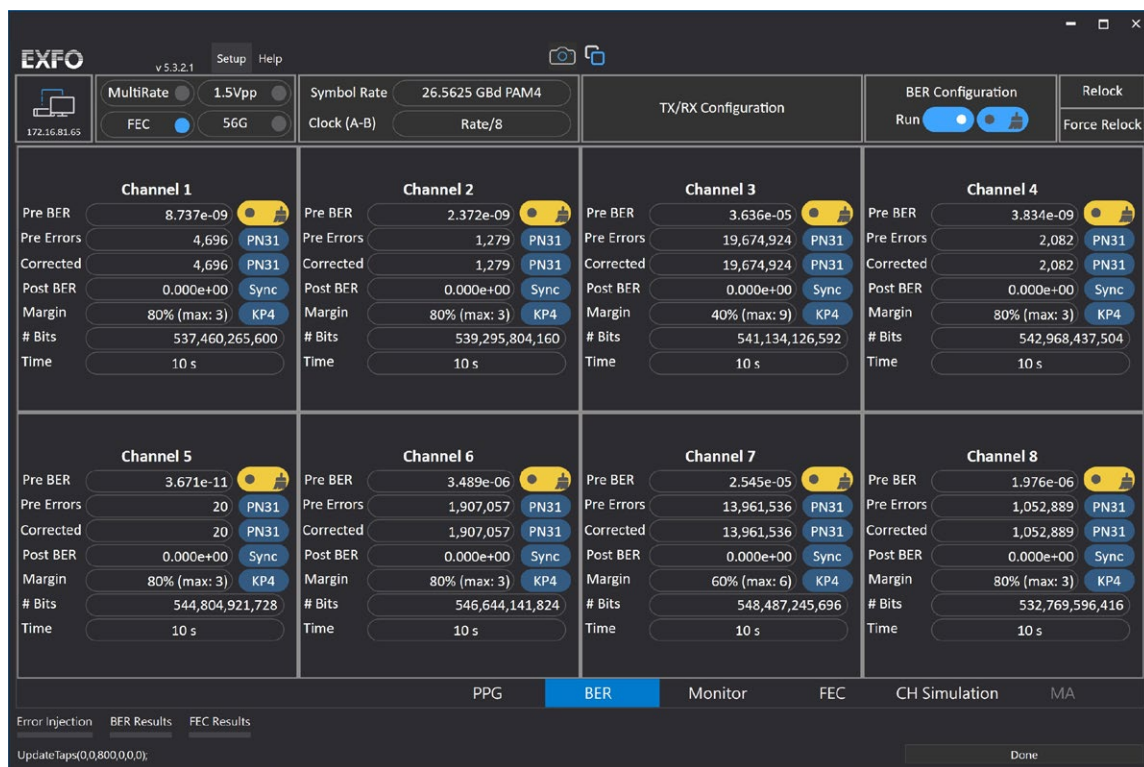 EXFO v 5.3.2.1 Setup Help
172.16.81.65
MultiRate 1.5Vpp
FEC 56G
Symbol Rate 26.5625 GBd PAM4
Clock (A-B) Rate/8
TX/RX Configuration
BER Configuration
Run
Relock
Force Relock
Channel 1
Pre BER 8.737e-09
Pre Errors 4,696 PN31
Corrected 4,696 PN31
Post BER 0.000e+00 Sync
Margin 80% (max: 3) KP4
# Bits 537,460,265,600
Time 10 s
Channel 2
Pre BER 2.372e-09
Pre Errors 1,279 PN31
Corrected 1,279 PN31
Post BER 0.000e+00 Sync
Margin 80% (max: 3) KP4
# Bits 539,295,804,160
Time 10 s
Channel 3
Pre BER 3.636e-05
Pre Errors 19,674,924 PN31
Corrected 19,674,924 PN31
Post BER 0.000e+00 Sync
Margin 40% (max: 9) KP4
# Bits 541,134,126,592
Time 10 s
Channel 4
Pre BER 3.834e-09
Pre Errors 2,082 PN31
Corrected 2,082 PN31
Post BER 0.000e+00 Sync
Margin 80% (max: 3) KP4
# Bits 542,968,437,504
Time 10 s
Channel 5
Pre BER 3.671e-11
Pre Errors 20 PN31
Corrected 20 PN31
Post BER 0.000e+00 Sync
Margin 80% (max: 3) KP4
# Bits 544,804,921,728
Time 10 s
Channel 6
Pre BER 3.489e-06
Pre Errors 1,907,057 PN31
Corrected 1,907,057 PN31
Post BER 0.000e+00 Sync
Margin 80% (max: 3) KP4
# Bits 546,644,141,824
Time 10 s
Channel 7
Pre BER 2.545e-05
Pre Errors 13,961,536 PN31
Corrected 13,961,536 PN31
Post BER 0.000e+00 Sync
Margin 60% (max: 6) KP4
# Bits 548,487,245,696
Time 10 s
Channel 8
Pre BER 1.976e-06
Pre Errors 1,052,889 PN31
Corrected 1,052,889 PN31
Post BER 0.000e+00 Sync
Margin 80% (max: 3) KP4
# Bits 532,769,596,416
Time 10 s
PPG BER Monitor FEC CH Simulation MA
Error Injection BER Results FEC Results
UpdateTaps(0,0,800,0,0,0); Done